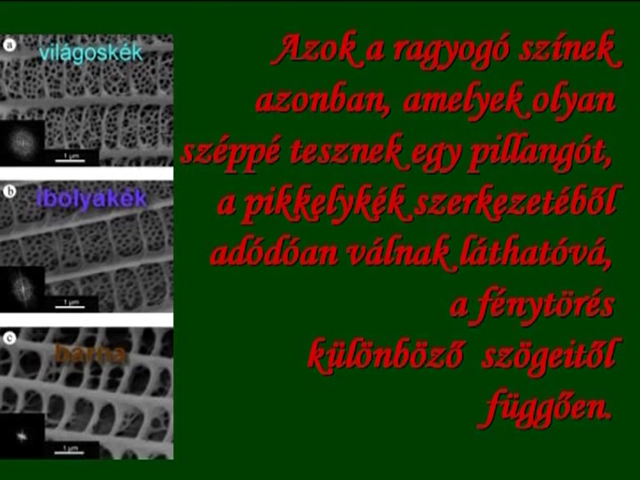 a
világoskék
1 µm
b
ibolyakék
1 µm
c
barna
1 µm
Azok a ragyogó színek
azonban, amelyek olyan
széppé tesznek egy pillangót,
a pikkelykék szerkezetéből
adódóan válnak láthatóvá,
a fénytörés
különböző szögeitől
függően.